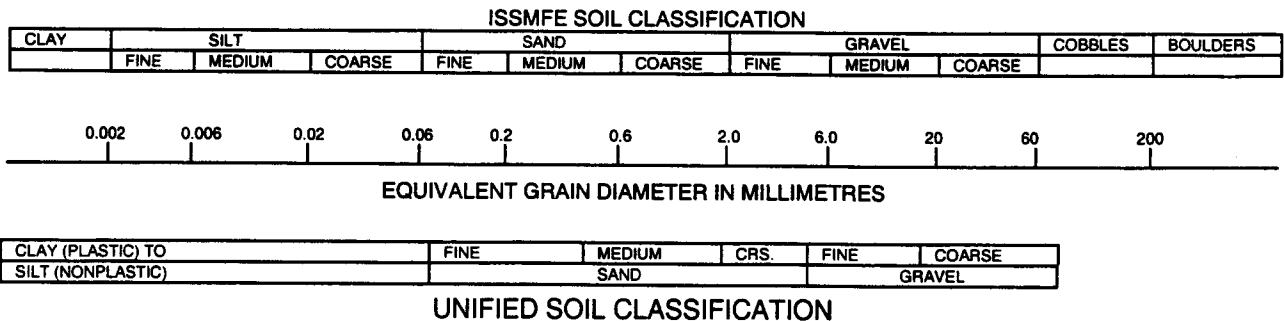 ISSMFE SOIL CLASSIFICATION
CLAY SILT SAND GRAVEL COBBLES BOULDERS
FINE MEDIUM COARSE FINE MEDIUM COARSE FINE MEDIUM COARSE
0.002 0.006 0.02 0.06 0.2 0.6 2.0 6.0 20 60 200
EQUIVALENT GRAIN DIAMETER IN MILLIMETRES
CLAY (PLASTIC) TO FINE MEDIUM CRS. FINE COARSE
SILT (NONPLASTIC) SAND GRAVEL
UNIFIED SOIL CLASSIFICATION